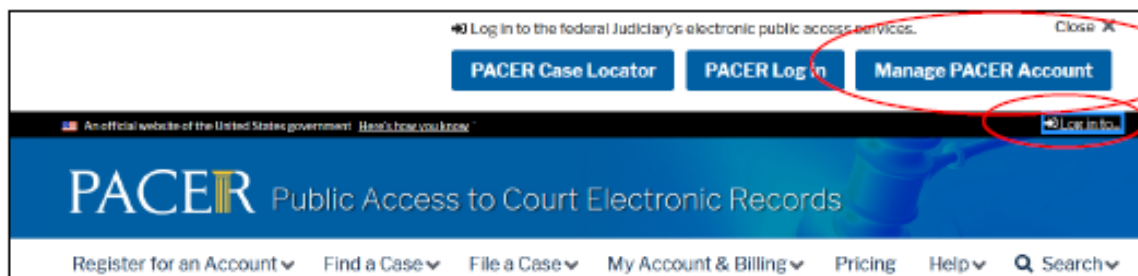 Log in to the federal Judiciary's electronic public access services. Close X
PACER Case Locator PACER Log in Manage PACER Account
An official website of the United States government Here's how you know Log in to...
PACER Public Access to Court Electronic Records
Register for an Account Find a Case File a Case My Account & Billing Pricing Help Search